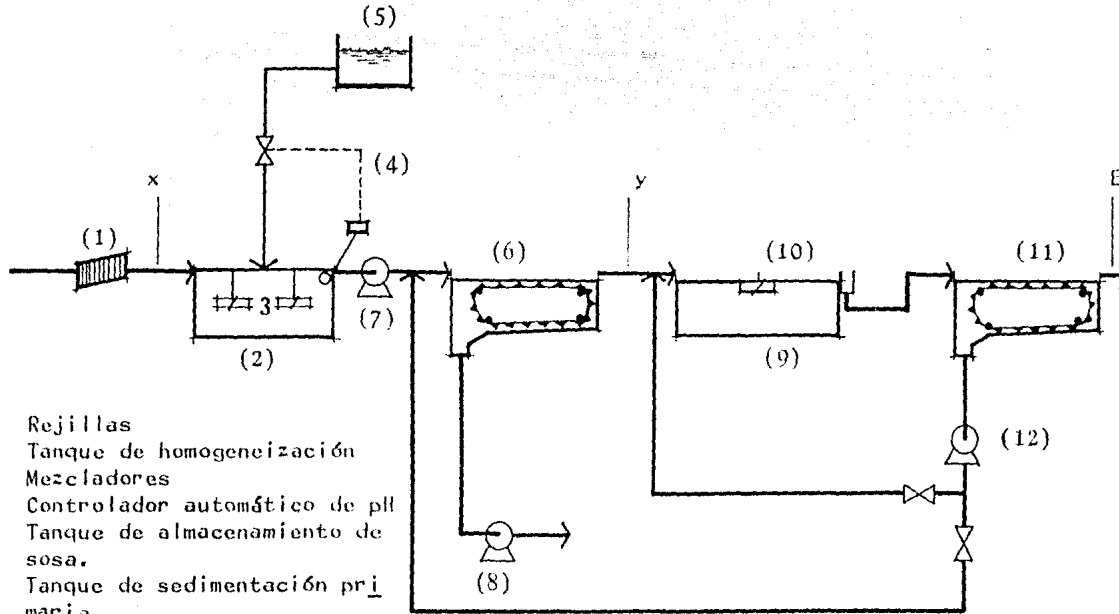 (5)
(4)
x
y
E
(1)
(6)
(10)
(11)
3
(7)
(2)
(9)
(12)
(8)
Rejillas
Tanque de homogeneización
Mezcladores
Controlador automático de pH
Tanque de almacenamiento de
sosa.
Tanque de sedimentación pri
maria